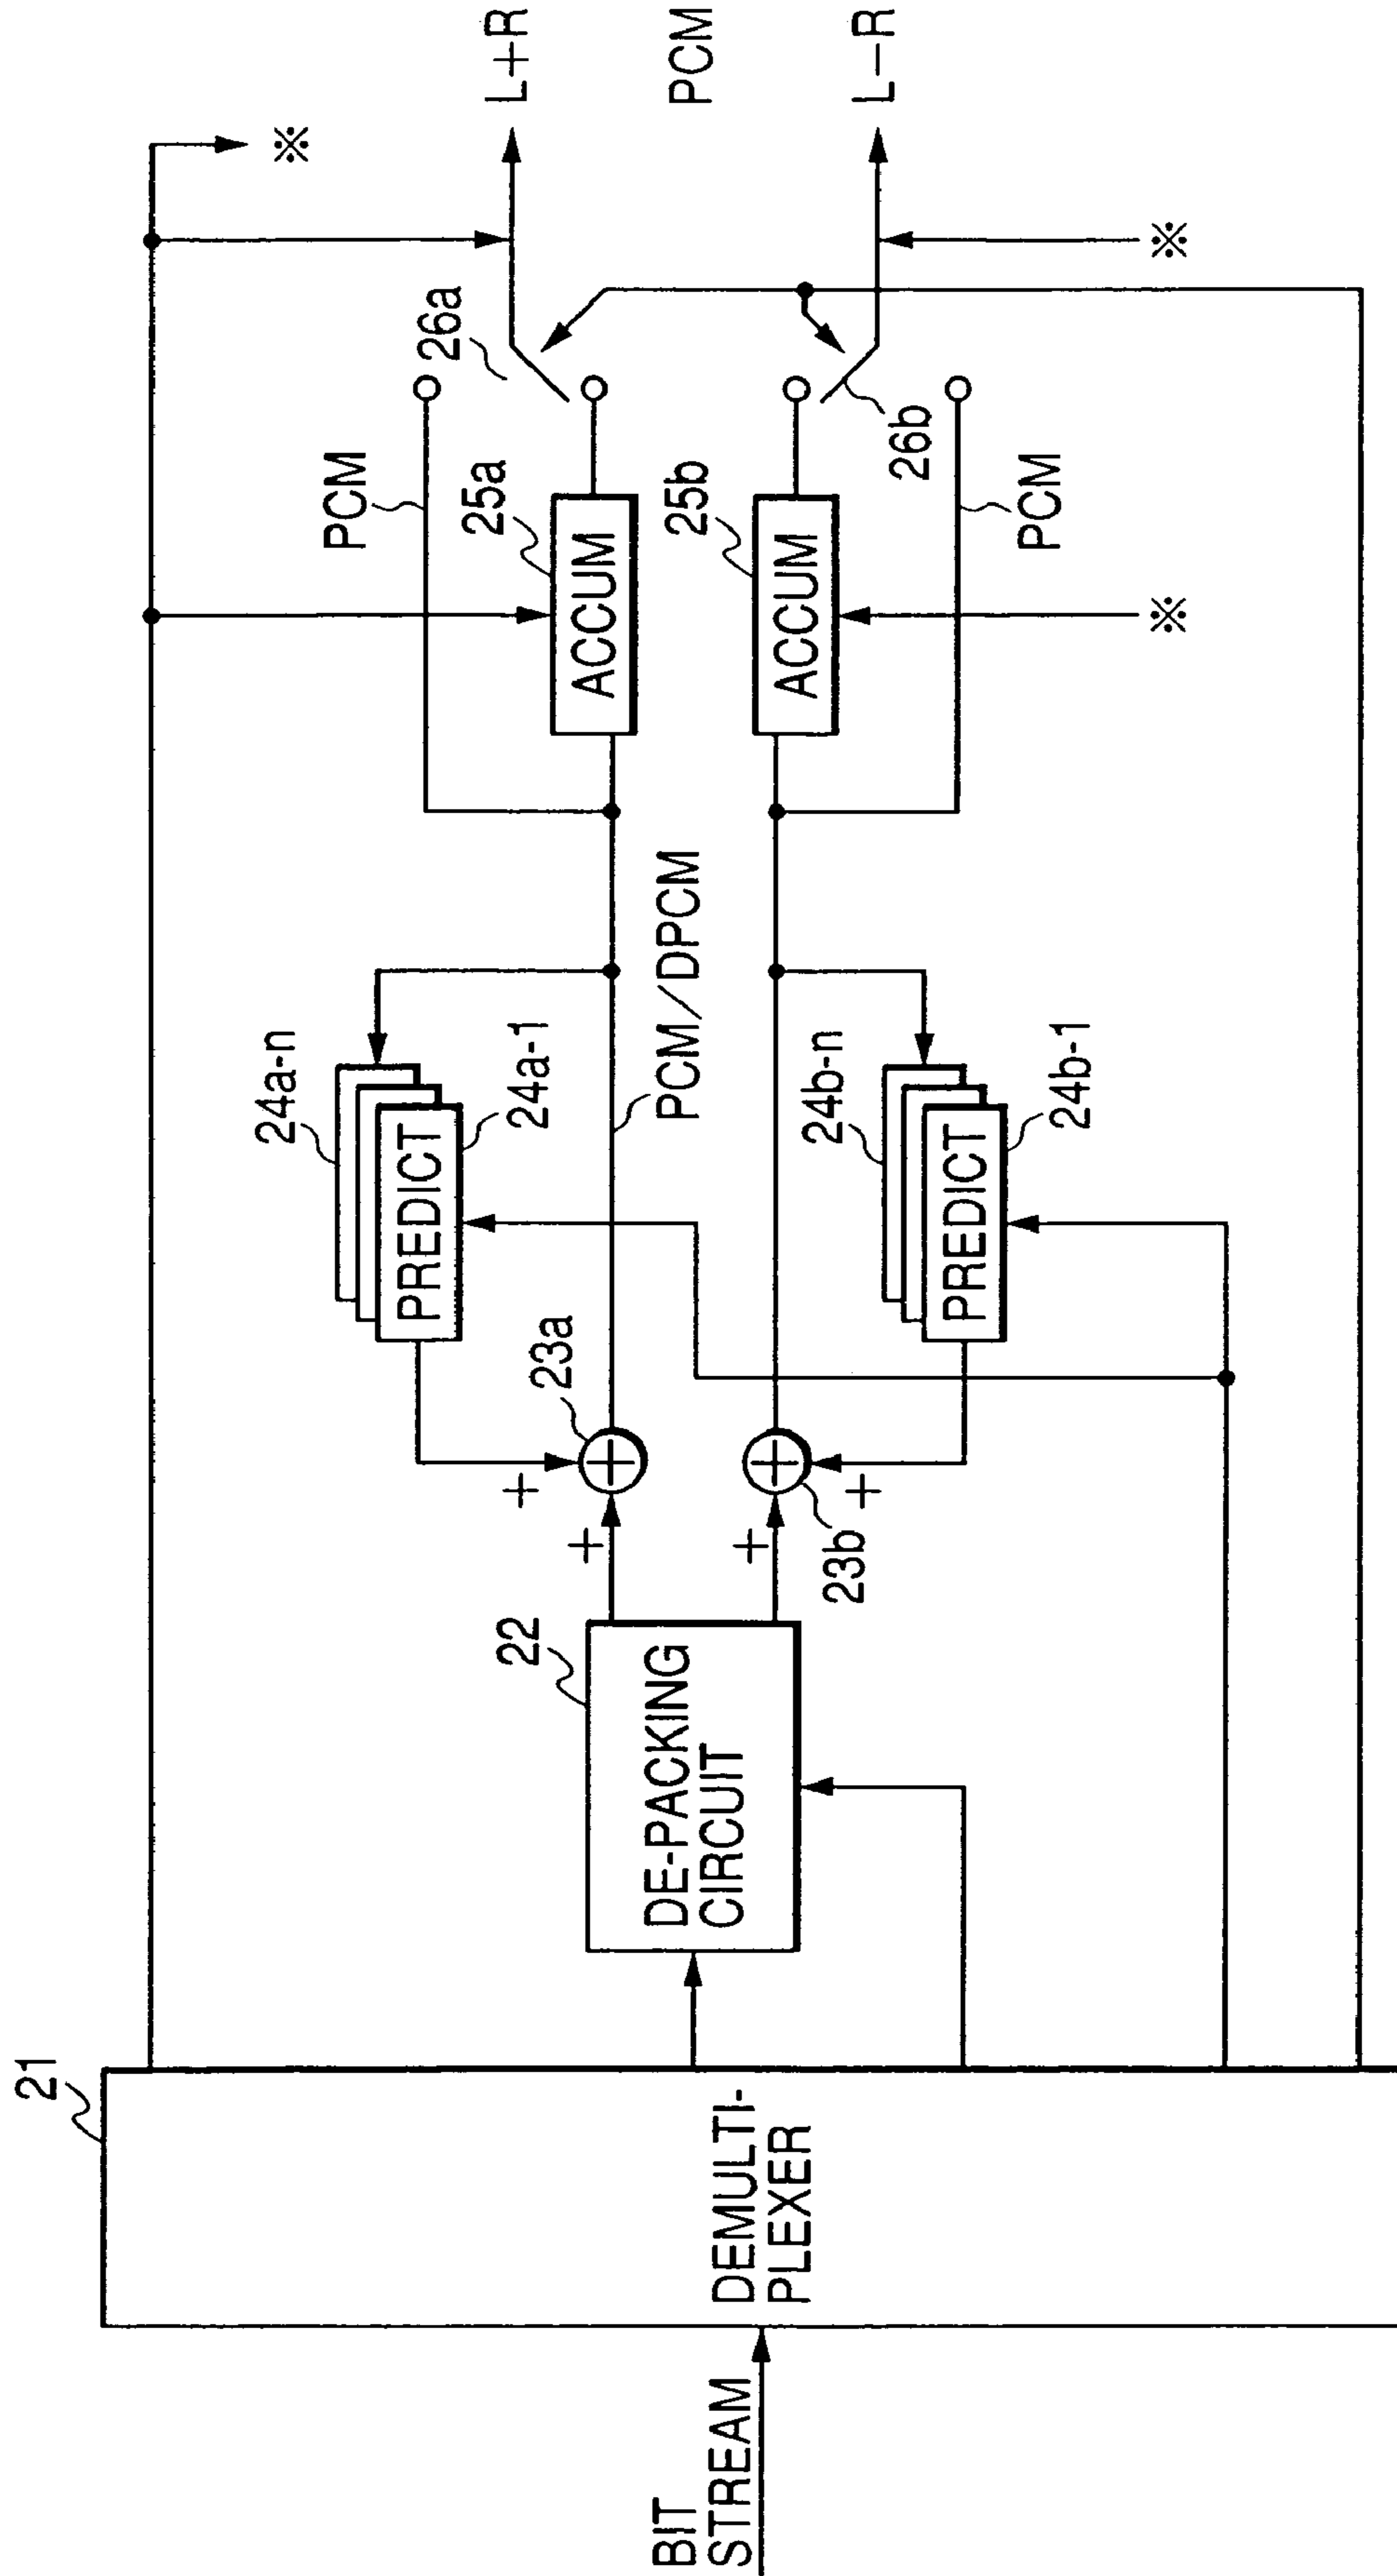 BIT
STREAM
21
DEMULTI-
PLEXER
22
DE-PACKING
CIRCUIT
+
+
+
+
23a
23b
24a-n
PREDICT
24a-1
24b-n
PREDICT
24b-1
PCM/DPCM
PCM
25a
ACCUM
25b
ACCUM
PCM
26a
26b
※
※
※
L+R
PCM
L-R